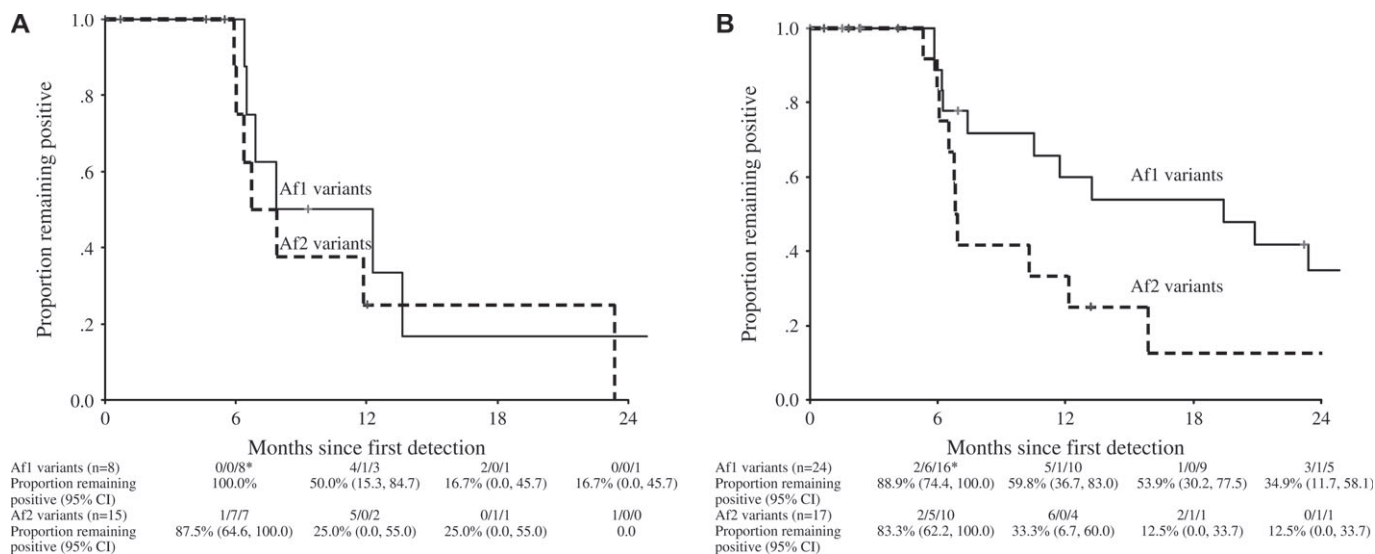 A
Proportion remaining positive
1.0
.8
.6
.4
.2
0.0
Af1 variants
Af2 variants
0 6 12 18 24
Months since first detection
Af1 variants (n=8) 0/0/8* 4/1/3 2/0/1 0/0/1
Proportion remaining 100.0% 50.0% (15.3, 84.7) 16.7% (0.0, 45.7) 16.7% (0.0, 45.7)
positive (95% CI)
Af2 variants (n=15) 1/7/7 5/0/2 0/1/1 1/0/0
Proportion remaining 87.5% (64.6, 100.0) 25.0% (0.0, 55.0) 25.0% (0.0, 55.0) 0.0
positive (95% CI)
B
Proportion remaining positive
1.0
.8
.6
.4
.2
0.0
Af1 variants
Af2 variants
0 6 12 18 24
Months since first detection
Af1 variants (n=24) 2/6/16* 5/1/10 1/0/9 3/1/5
Proportion remaining 88.9% (74.4, 100.0) 59.8% (36.7, 83.0) 53.9% (30.2, 77.5) 34.9% (11.7, 58.1)
positive (95% CI)
Af2 variants (n=17) 2/5/10 6/0/4 2/1/1 0/1/1
Proportion remaining 83.3% (62.2, 100.0) 33.3% (6.7, 60.0) 12.5% (0.0, 33.7) 12.5% (0.0, 33.7)
positive (95% CI)